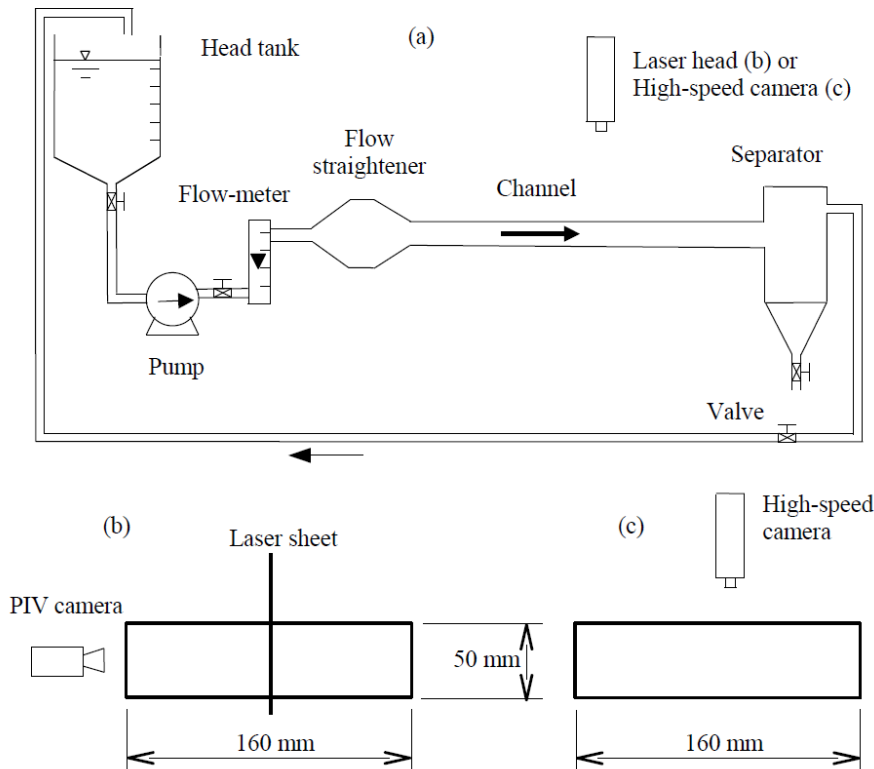 (a)
Head tank
Laser head (b) or
High-speed camera (c)
Flow
straightener
Separator
Flow-meter
Channel
Pump
Valve
(b)
(c)
High-speed
camera
Laser sheet
PIV camera
50 mm
160 mm
160 mm